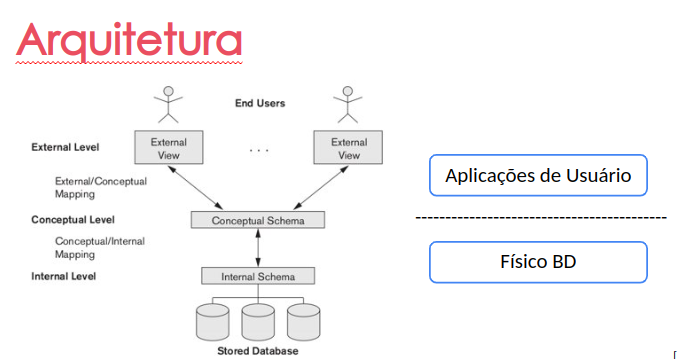 Arquitetura
End Users
External Level
External
View
. . .
External
View
External/Conceptual
Mapping
Conceptual Level
Conceptual Schema
Conceptual/Internal
Mapping
Internal Level
Internal Schema
Stored Database
Aplicações de Usuário
Físico BD